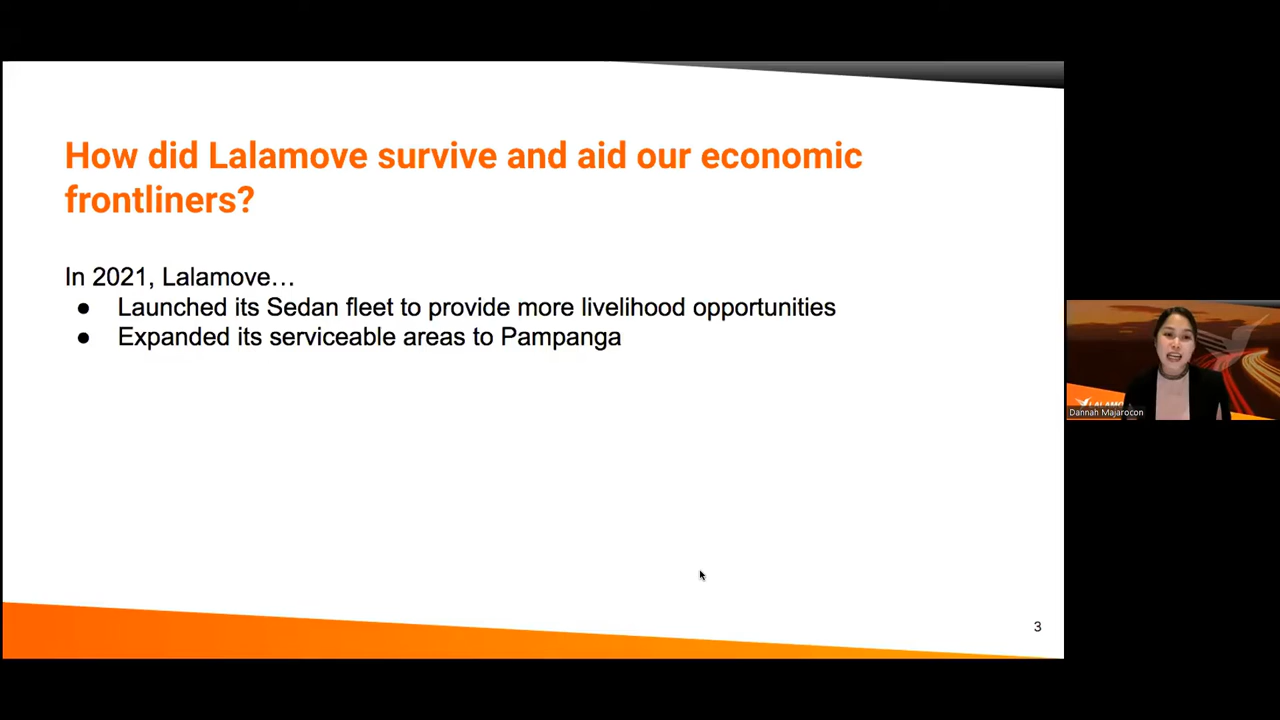 How did Lalamove survive and aid our economic
frontliners?
In 2021, Lalamove…
● Launched its Sedan fleet to provide more livelihood opportunities
● Expanded its serviceable areas to Pampanga
3
Dannah Majarocon